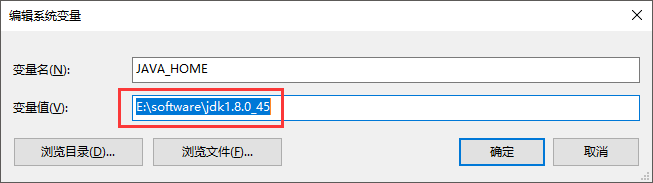 编辑系统变量
变量名(N):
JAVA_HOME
变量值(V):
E:\software\jdk1.8.0_45
浏览目录(D)...
浏览文件(F)...
确定
取消